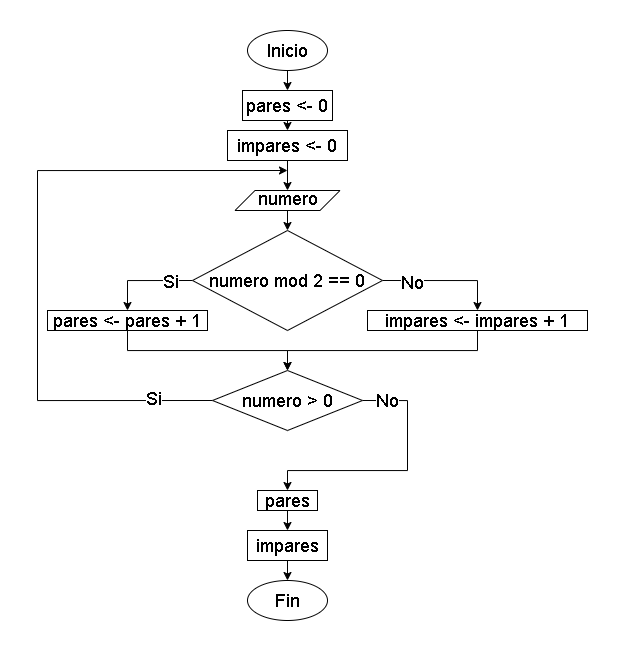 Inicio
pares <- 0
impares <- 0
numero
numero mod 2 == 0
Si
No
pares <- pares + 1
impares <- impares + 1
numero > 0
Si
No
pares
impares
Fin